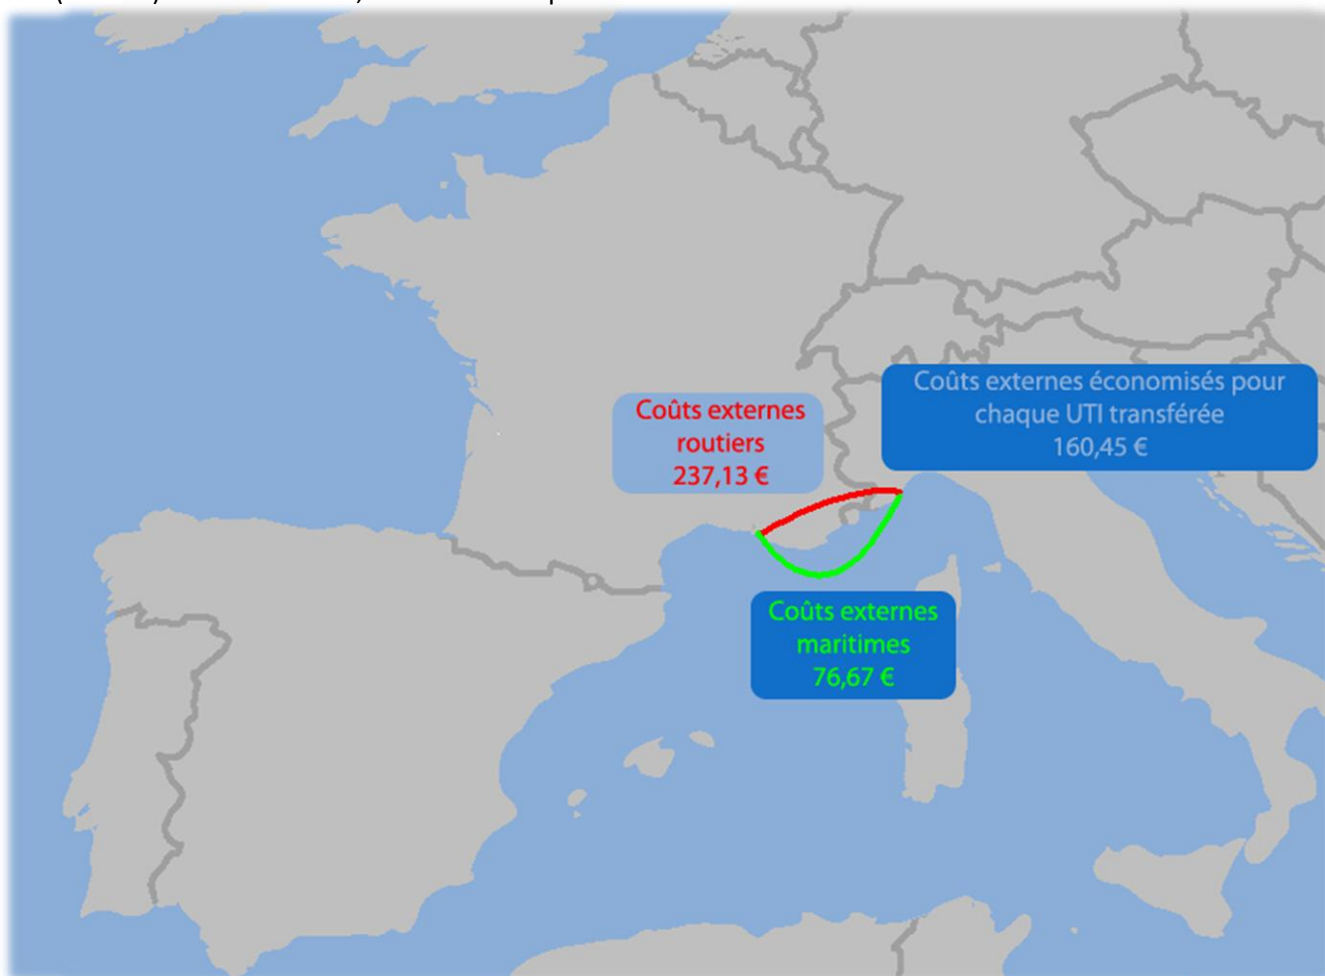 Coûts externes économisés pour
chaque UTI transférée
160,45 €
Coûts externes
routiers
237,13 €
Coûts externes
maritimes
76,67 €